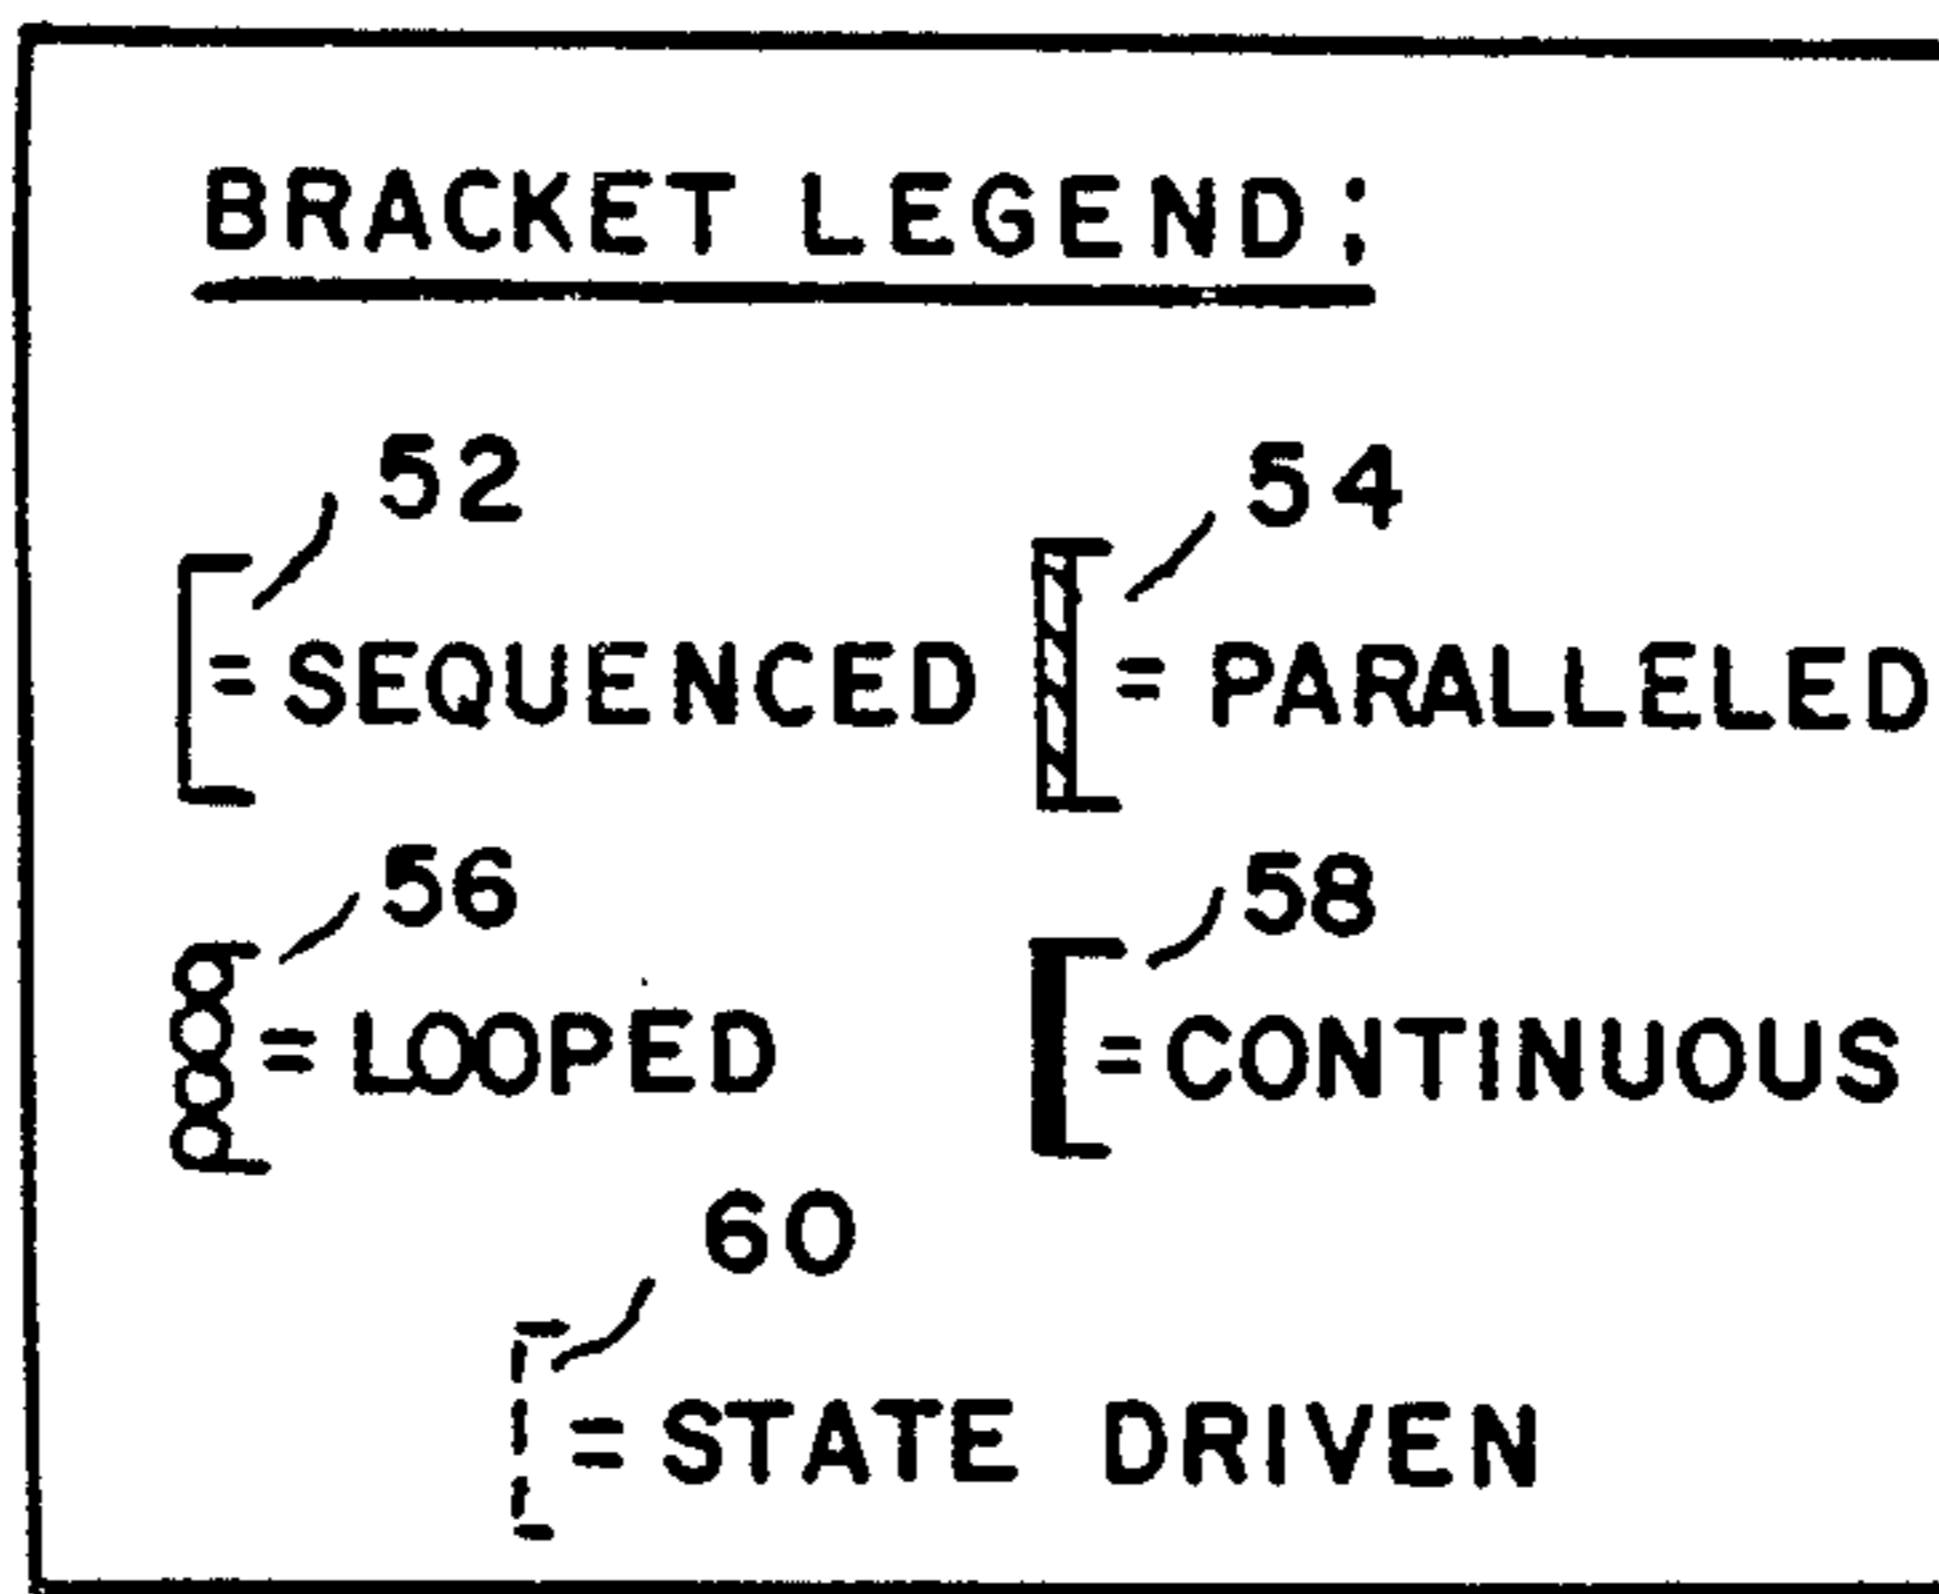 BRACKET LEGEND;
52 54
= SEQUENCED = PARALLELED
56 58
= LOOPED = CONTINUOUS
60
= STATE DRIVEN